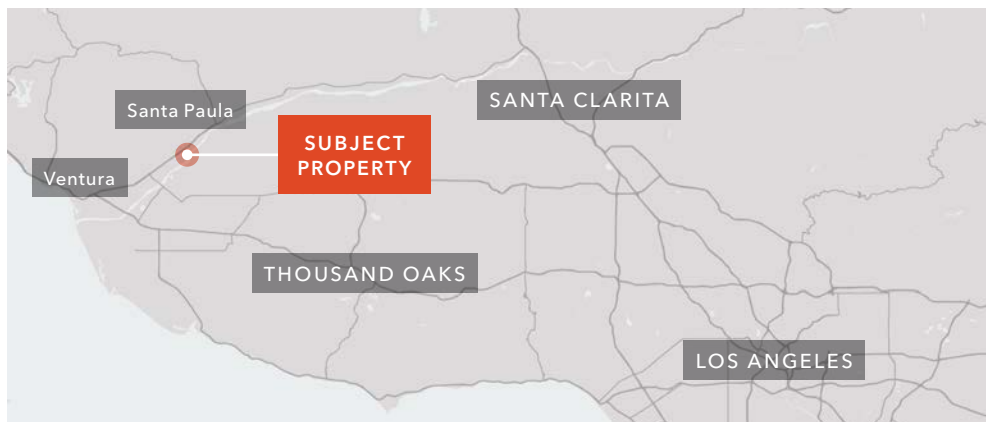 SANTA CLARITA
Santa Paula
SUBJECT
PROPERTY
Ventura
THOUSAND OAKS
LOS ANGELES